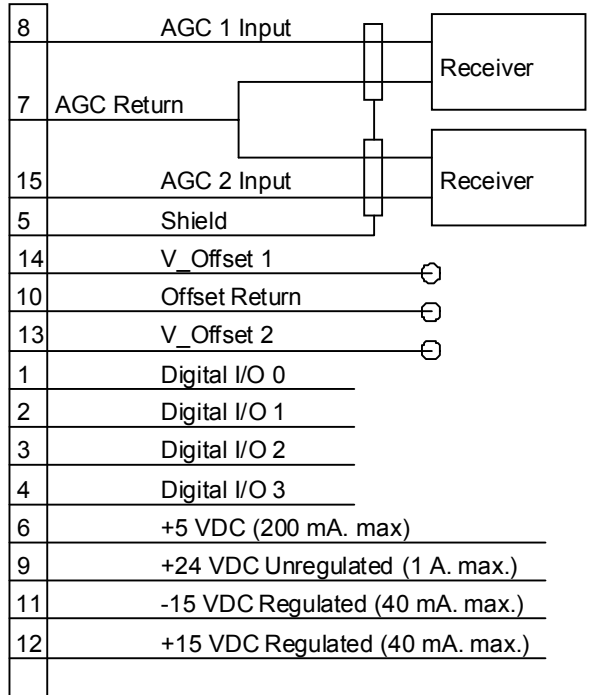 8 AGC 1 Input
Receiver
7 AGC Return
15 AGC 2 Input Receiver
5 Shield
14 V_Offset 1
10 Offset Return
13 V_Offset 2
1 Digital I/O 0
2 Digital I/O 1
3 Digital I/O 2
4 Digital I/O 3
6 +5 VDC (200 mA. max)
9 +24 VDC Unregulated (1 A. max.)
11 -15 VDC Regulated (40 mA. max.)
12 +15 VDC Regulated (40 mA. max.)